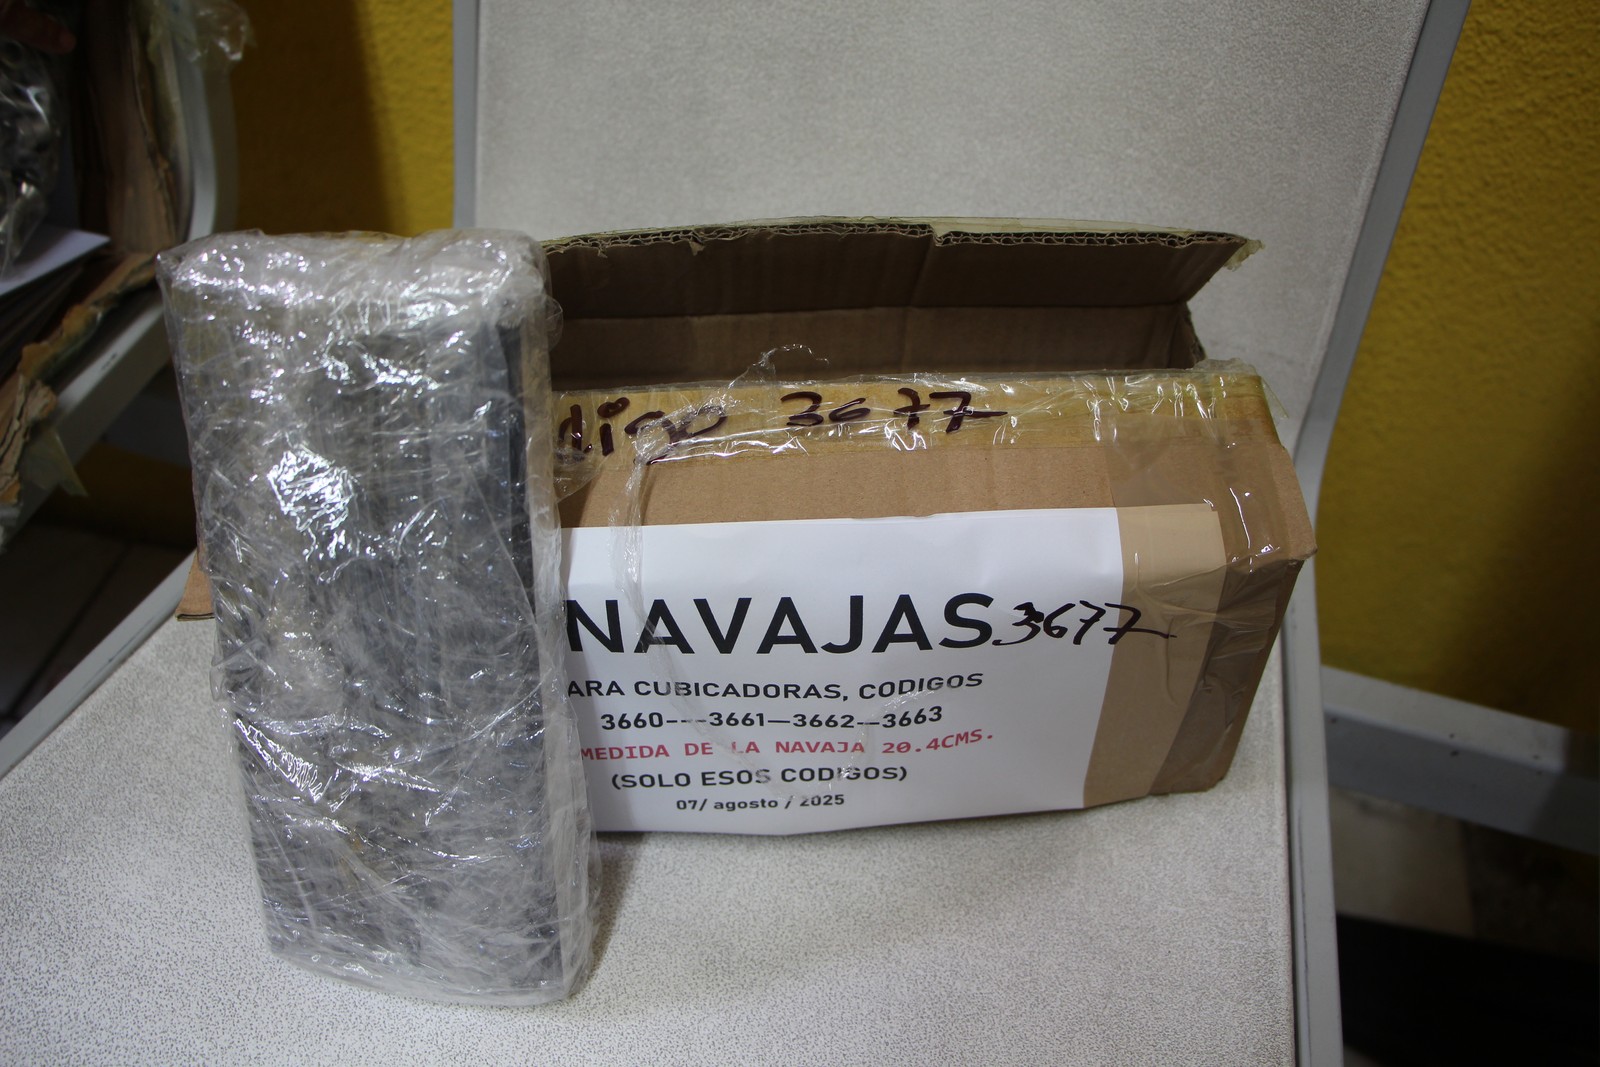 digo 3677
NAVAJAS 3677
ARA CUBICADORAS, CODIGOS
3660---3661—3662—3663
MEDIDA DE LA NAVAJA 20.4CMS.
(SOLO ESOS CODIGOS)
07/ agosto / 2025